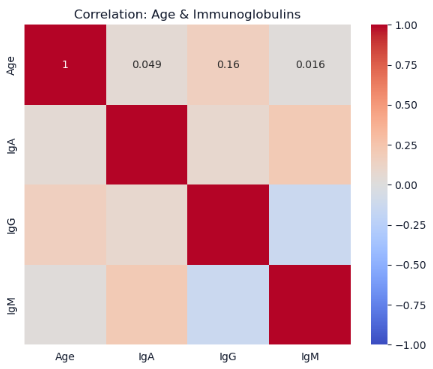 Correlation: Age & Immunoglobulins
Age
1
0.049
0.16
0.016
IgA
IgG
IgM
Age
IgA
IgG
IgM
1.00
0.75
0.50
0.25
0.00
−0.25
−0.50
−0.75
−1.00